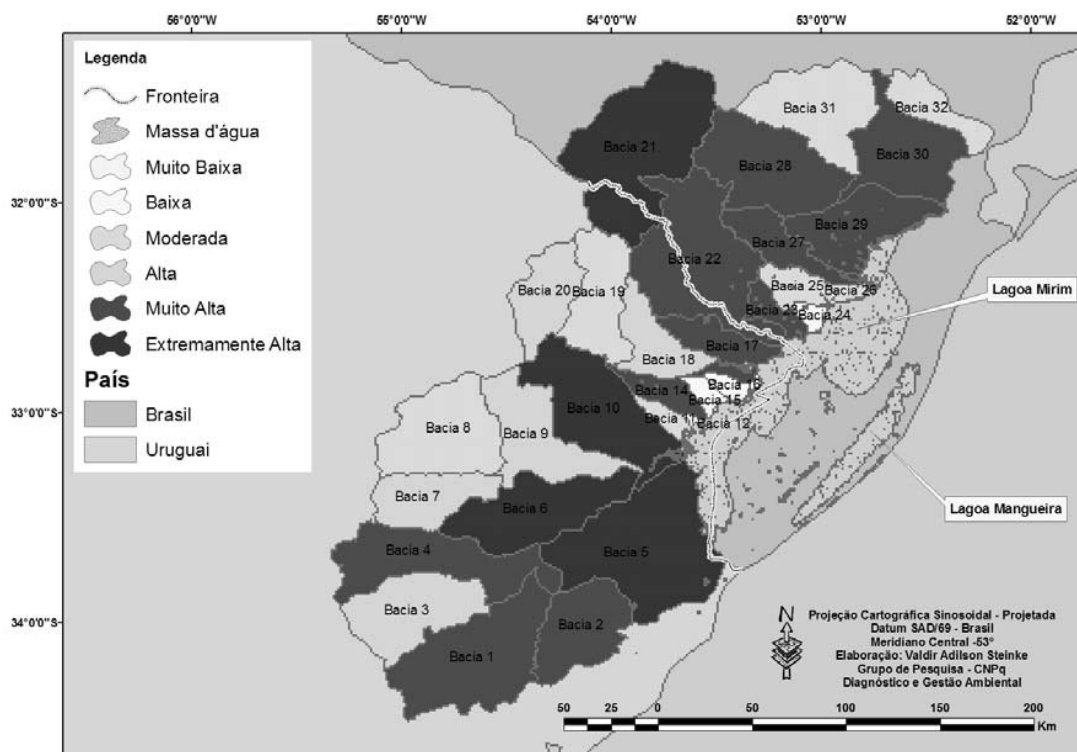 56°0'0"W 55°0'0"W 54°0'0"W 53°0'0"W 52°0'0"W
Legenda
Fronteira
Massa d'água
Muito Baixa
Baixa
Moderada
Alta
Muito Alta
Extremamente Alta
País
Brasil
Uruguai
32°0'0"S
33°0'0"S
34°0'0"S
Bacia 31
Bacia 32
Bacia 21
Bacia 28
Bacia 30
Bacia 29
Bacia 27
Bacia 22
Bacia 25
Bacia 26
Bacia 20
Bacia 19
Bacia 23
Bacia 24
Bacia 17
Bacia 18
Bacia 16
Bacia 14
Bacia 15
Bacia 10
Bacia 11
Bacia 12
Bacia 8
Bacia 9
Bacia 7
Bacia 6
Bacia 5
Bacia 4
Bacia 3
Bacia 2
Bacia 1
Lagoa Mirim
Lagoa Mangueira
N
Projeção Cartográfica Sinosoidal - Projetada
Datum SAD/69 - Brasil
Meridiano Central -53°
Elaboração: Valdir Adilson Steinke
Grupo de Pesquisa - CNPq
Diagnóstico e Gestão Ambiental
50 25 0 50 100 150 200
Km